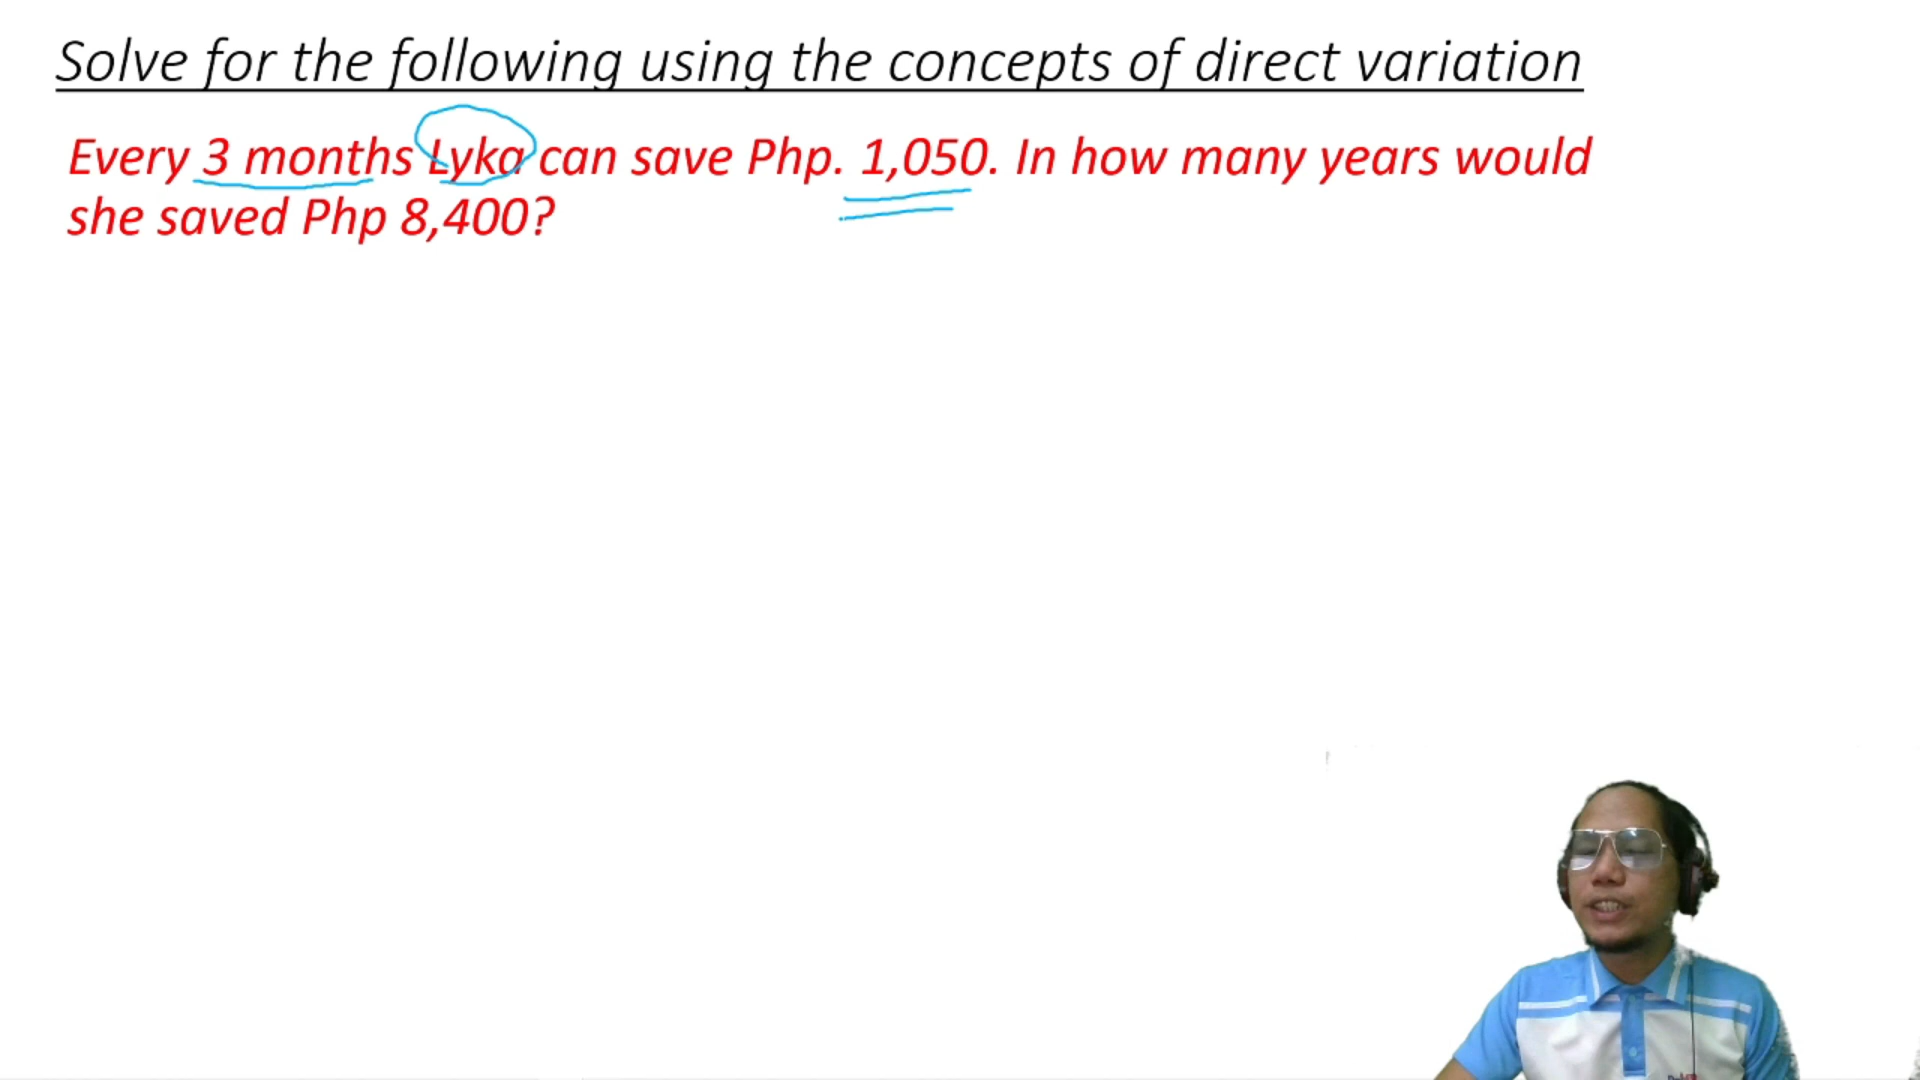 Solve for the following using the concepts of direct variation
Every 3 months Lyka can save Php. 1,050. In how many years would
she saved Php 8,400?